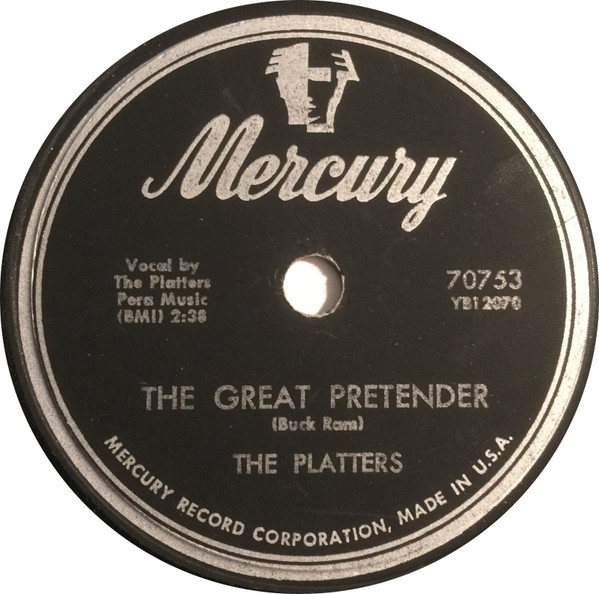 Mercury
Vocal by
The Platters
Pera Music
(BMI) 2:38
70753
YB12070
THE GREAT PRETENDER
(Buck Ram)
THE PLATTERS
MERCURY RECORD CORPORATION, MADE IN U.S.A.